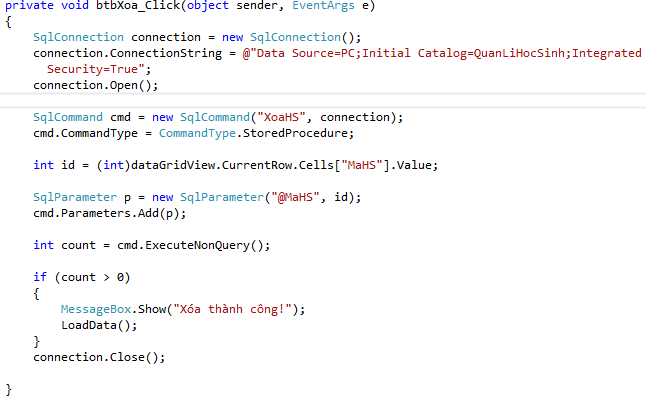 private void btbXoa_Click(object sender, EventArgs e)
{
SqlConnection connection = new SqlConnection();
connection.ConnectionString = @"Data Source=PC;Initial Catalog=QuanLiHocSinh;Integrated
Security=True";
connection.Open();
SqlCommand cmd = new SqlCommand("XoaHS", connection);
cmd.CommandType = CommandType.StoredProcedure;
int id = (int)dataGridView.CurrentRow.Cells["MaHS"].Value;
SqlParameter p = new SqlParameter("@MaHS", id);
cmd.Parameters.Add(p);
int count = cmd.ExecuteNonQuery();
if (count > 0)
{
MessageBox.Show("Xóa thành công!");
LoadData();
}
connection.Close();
}